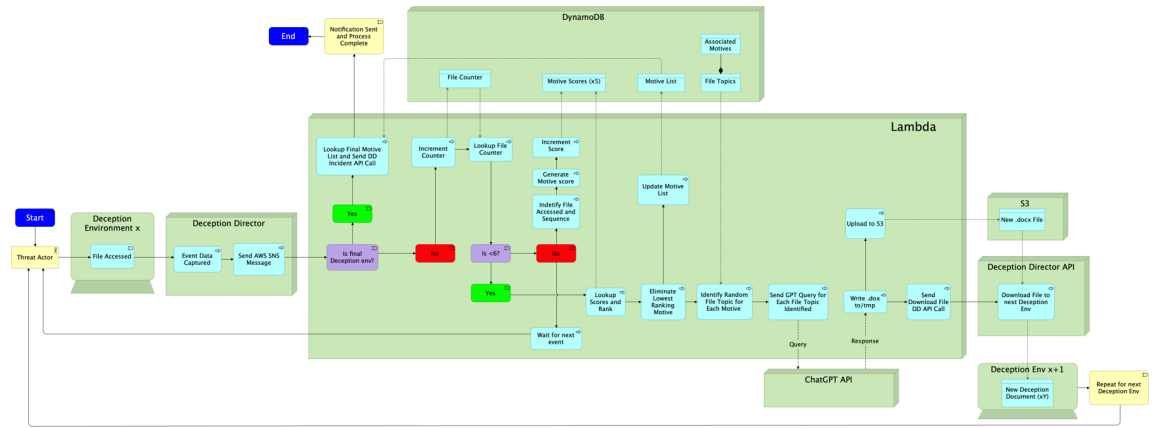 DynamoDB
End
Notification Sent
and Process
Complete
Associated
Motives
File Counter
Motive Scores (x5)
Motive List
File Topics
Lambda
Lookup Final Motive
List and Send DD
Incident API Call
Increment
Counter
Lookup File
Counter
Increment
Score
Generate
Motive score
Update Motive
List
Indetify File
Accessed and
Sequence
Yes
Start
Deception
Environment x
Deception Director
Upload to S3
S3
New .docx File
Threat Actor
File Accessed
Event Data
Captured
Send AWS SNS
Message
Is final
Deception env?
No
Is <6?
No
Deception Director API
Yes
Lookup
Scores and
Rank
Eliminate
Lowest
Ranking
Motive
Identify Random
File Topic for
Each Motive
Send GPT Query for
Each File Topic
Identified
Write .dox
to/tmp
Send
Download File
DD API Call
Download File to
next Deception
Env
Wait for next
event
Query
Response
ChatGPT API
Deception Env x+1
New Deception
Document (xY)
Repeat for next
Deception Env